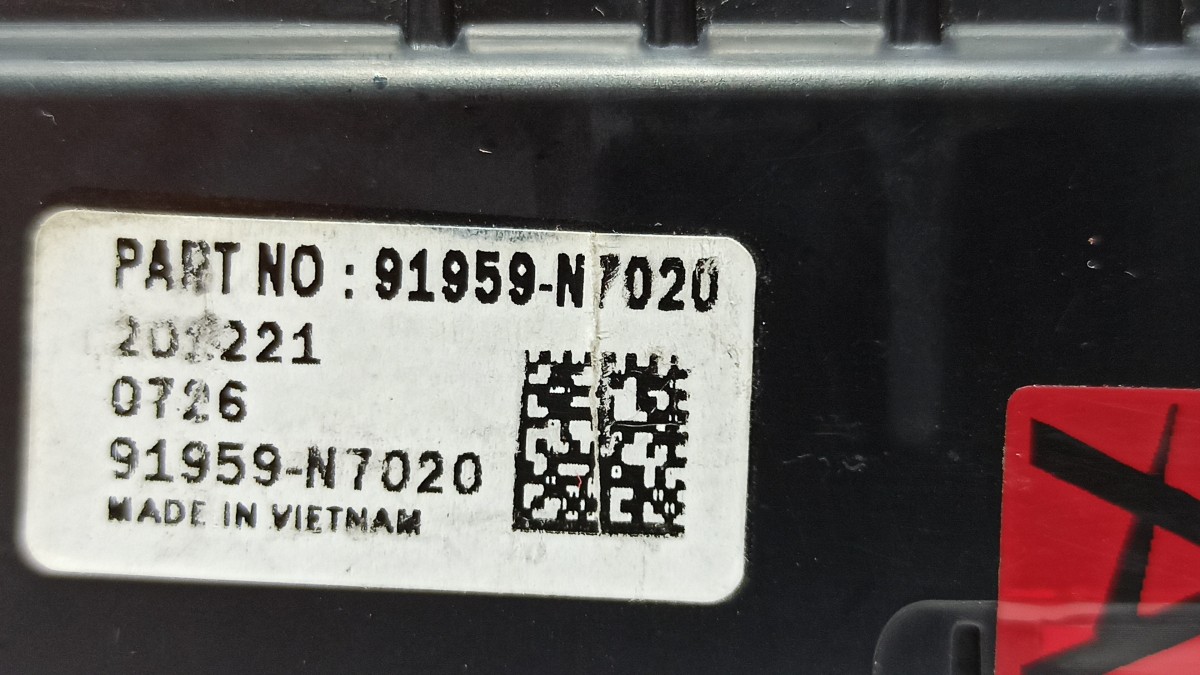 PART NO : 91959-N7020
0726
91959-N7020
MADE IN VIETNAM